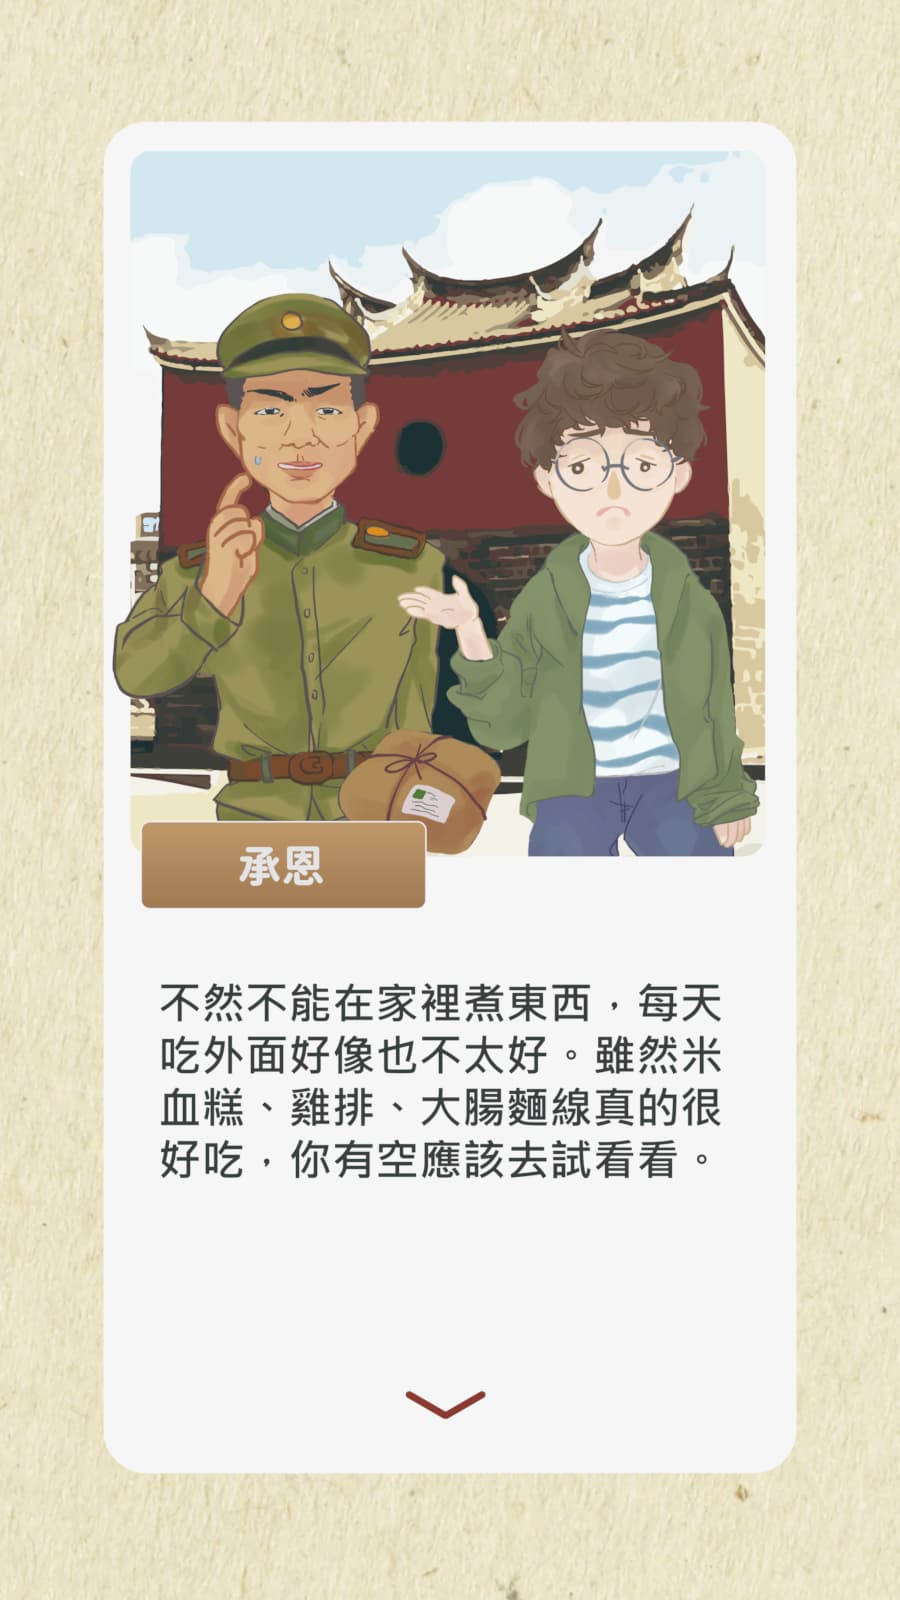 承恩
不然不能在家裡煮東西，每天
吃外面好像也不太好。雖然米
血糕、雞排、大腸麵線真的很
好吃，你有空應該去試看看。